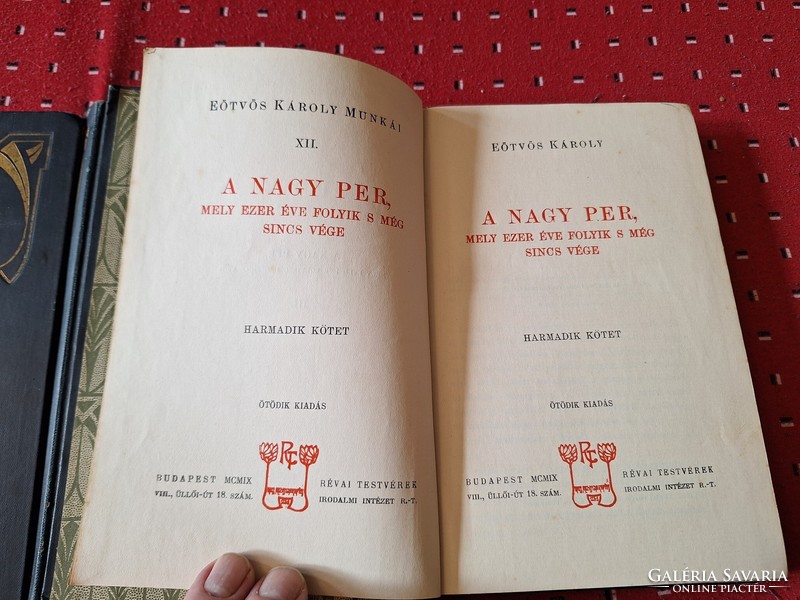 EÖTVÖS KÁROLY MUNKÁI
XII.
A NAGY PER,
MELY EZER ÉVE FOLYIK S MÉG
SINCS VÉGE
HARMADIK KÖTET
ÖTÖDIK KIADÁS
BUDAPEST MCMIX
VIII., ÜLLŐI-ÚT 18. SZÁM.
RÉVAI TESTVÉREK
IRODALMI INTÉZET R.-T.
EÖTVÖS KÁROLY
A NAGY PER,
MELY EZER ÉVE FOLYIK S MÉG
SINCS VÉGE
HARMADIK KÖTET
ÖTÖDIK KIADÁS
BUDAPEST MCMIX
VIII., ÜLLŐI-ÚT 18. SZÁM.
RÉVAI TESTVÉREK
IRODALMI INTÉZET R.-T.
GALÉRIA SAVARIA
ONLINE PIACTÉR